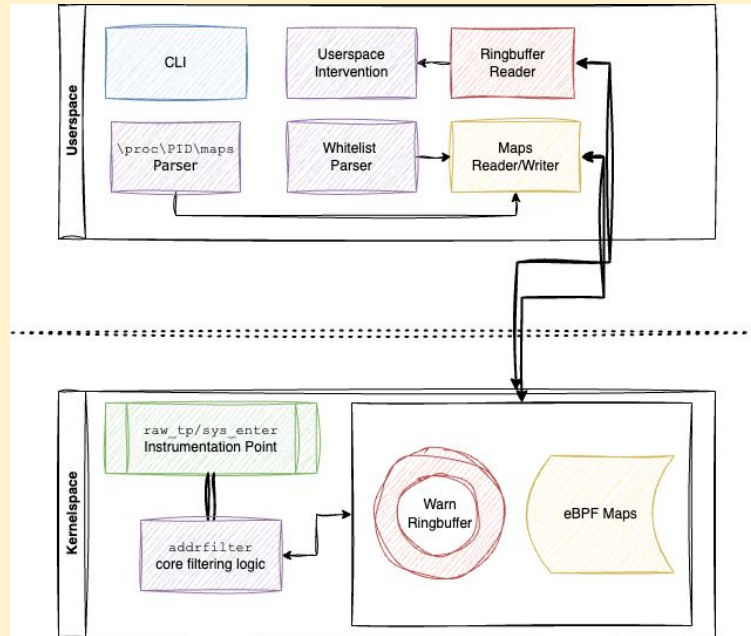 Userspace
CLI
Userspace
Intervention
Ringbuffer
Reader
\proc\PID\maps
Parser
Whitelist
Parser
Maps
Reader/Writer
Kernelspace
raw_tp/sys_enter
Instrumentation Point
addrfilter
core filtering logic
Warn
Ringbuffer
eBPF Maps